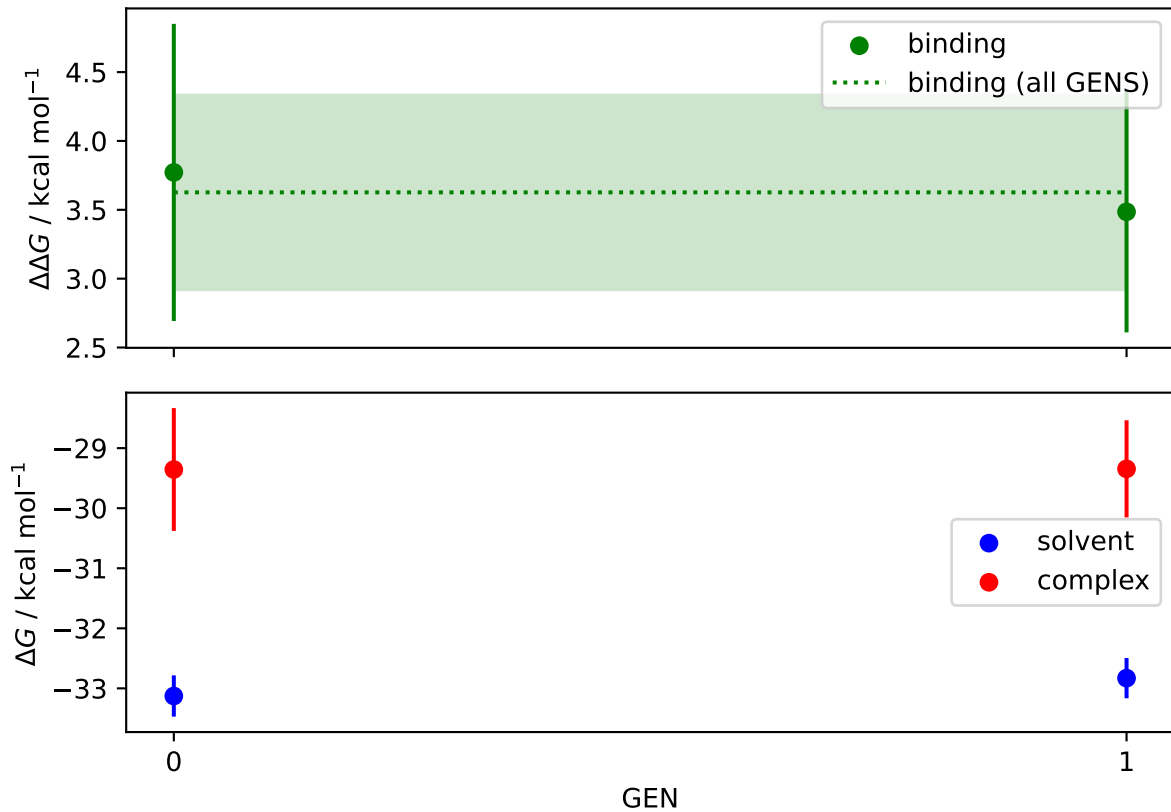 ΔΔG / kcal mol⁻¹
4.5
4.0
3.5
3.0
2.5
binding
binding (all GENS)
ΔG / kcal mol⁻¹
−29
−30
−31
−32
−33
solvent
complex
0
1
GEN